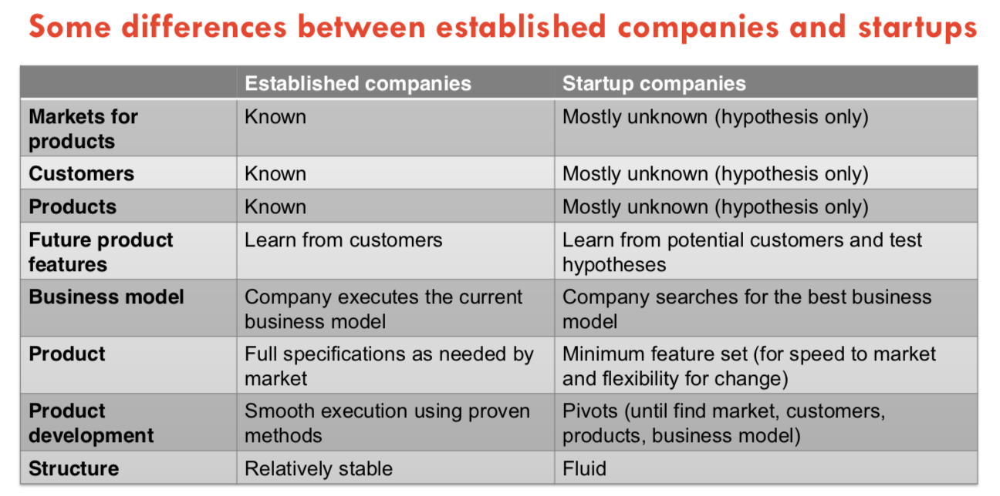 Some differences between established companies and startups
Established companies
Startup companies
Markets for
products
Known
Mostly unknown (hypothesis only)
Customers
Known
Mostly unknown (hypothesis only)
Products
Known
Mostly unknown (hypothesis only)
Future product
features
Learn from customers
Learn from potential customers and test
hypotheses
Business model
Company executes the current
business model
Company searches for the best business
model
Product
Full specifications as needed by
market
Minimum feature set (for speed to market
and flexibility for change)
Product
development
Smooth execution using proven
methods
Pivots (until find market, customers,
products, business model)
Structure
Relatively stable
Fluid